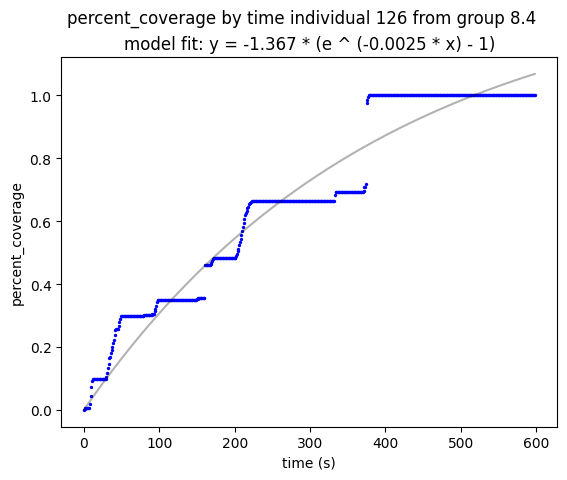 percent_coverage by time individual 126 from group 8.4
model fit: y = -1.367 * (e ^ (-0.0025 * x) - 1)
percent_coverage
1.0
0.8
0.6
0.4
0.2
0.0
0 100 200 300 400 500 600
time (s)